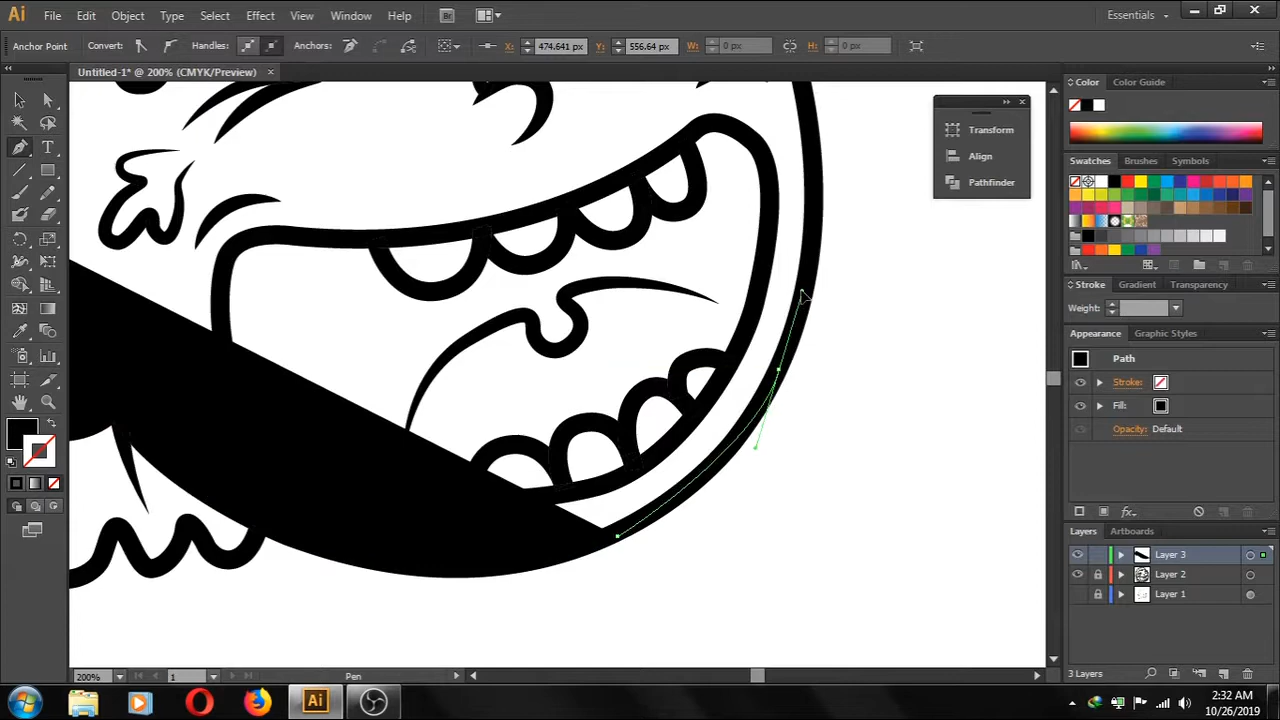 Ai File Edit Object Type Select Effect View Window Help Br Essentials
Anchor Point Convert: Handles: Anchors: X: 474.641 px Y: 556.64 px W: 0 px H: 0 px
Untitled-1* @ 200% (CMYK/Preview) ×
Color Color Guide
Transform
Align
Pathfinder
Swatches Brushes Symbols
Stroke Gradient Transparency
Weight:
Appearance Graphic Styles
Path
Stroke:
Fill:
Opacity: Default
fx
Layers Artboards
Layer 3
Layer 2
Layer 1
3 Layers
200% 1 Pen
Ai
2:32 AM
10/26/2019